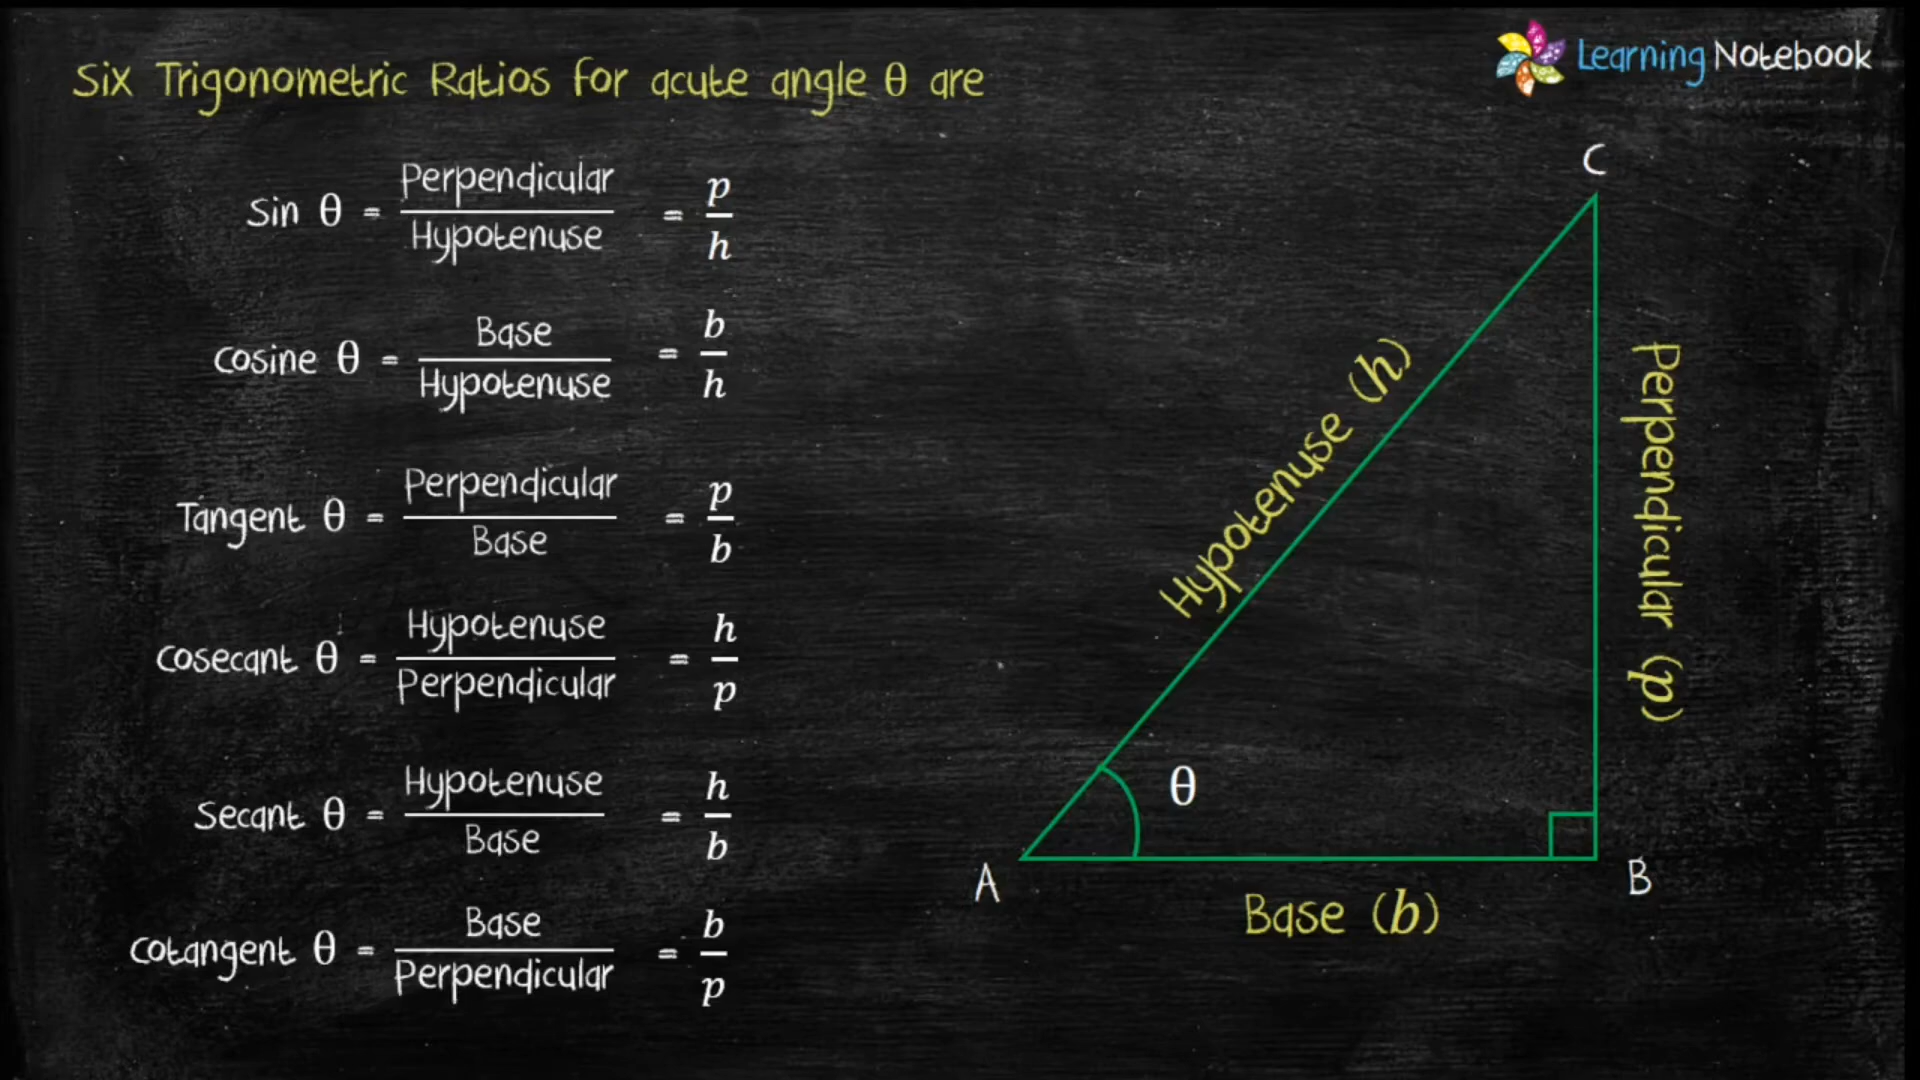 Learning Notebook
Six Trigonometric Ratios for acute angle θ are
Sin θ = Perpendicular / Hypotenuse = p / h
Cosine θ = Base / Hypotenuse = b / h
Tangent θ = Perpendicular / Base = p / b
Cosecant θ = Hypotenuse / Perpendicular = h / p
Secant θ = Hypotenuse / Base = h / b
Cotangent θ = Base / Perpendicular = b / p
C
Hypotenuse (h)
Perpendicular (p)
θ
A
B
Base (b)